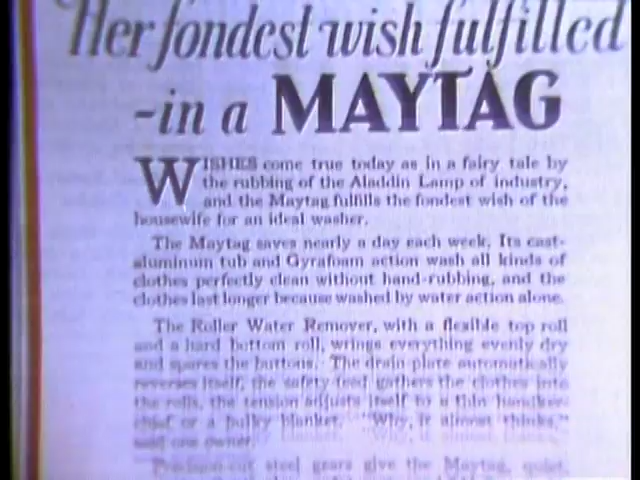 Her fondest wish fulfilled
-in a MAYTAG
WISHES come true today as in a fairy tale by
the rubbing of the Aladdin Lamp of industry,
and the Maytag fulfills the fondest wish of the
housewife for an ideal washer.
The Maytag saves nearly a day each week. Its cast-
aluminum tub and Gyrafoam action wash all kinds of
clothes perfectly clean without hand-rubbing, and the
clothes last longer because washed by water action alone.
The Roller Water Remover, with a flexible top roll
and a hard bottom roll, wrings everything evenly dry
and spares the buttons. The drain plate automatically
reverses itself, the safety feed gathers the clothes into
the rolls, the tension adjusts itself to a thin handker-
chief or a bulky blanket. "Why, it almost thinks,"
said one owner.
Precision-cut steel gears give the Maytag, quiet,